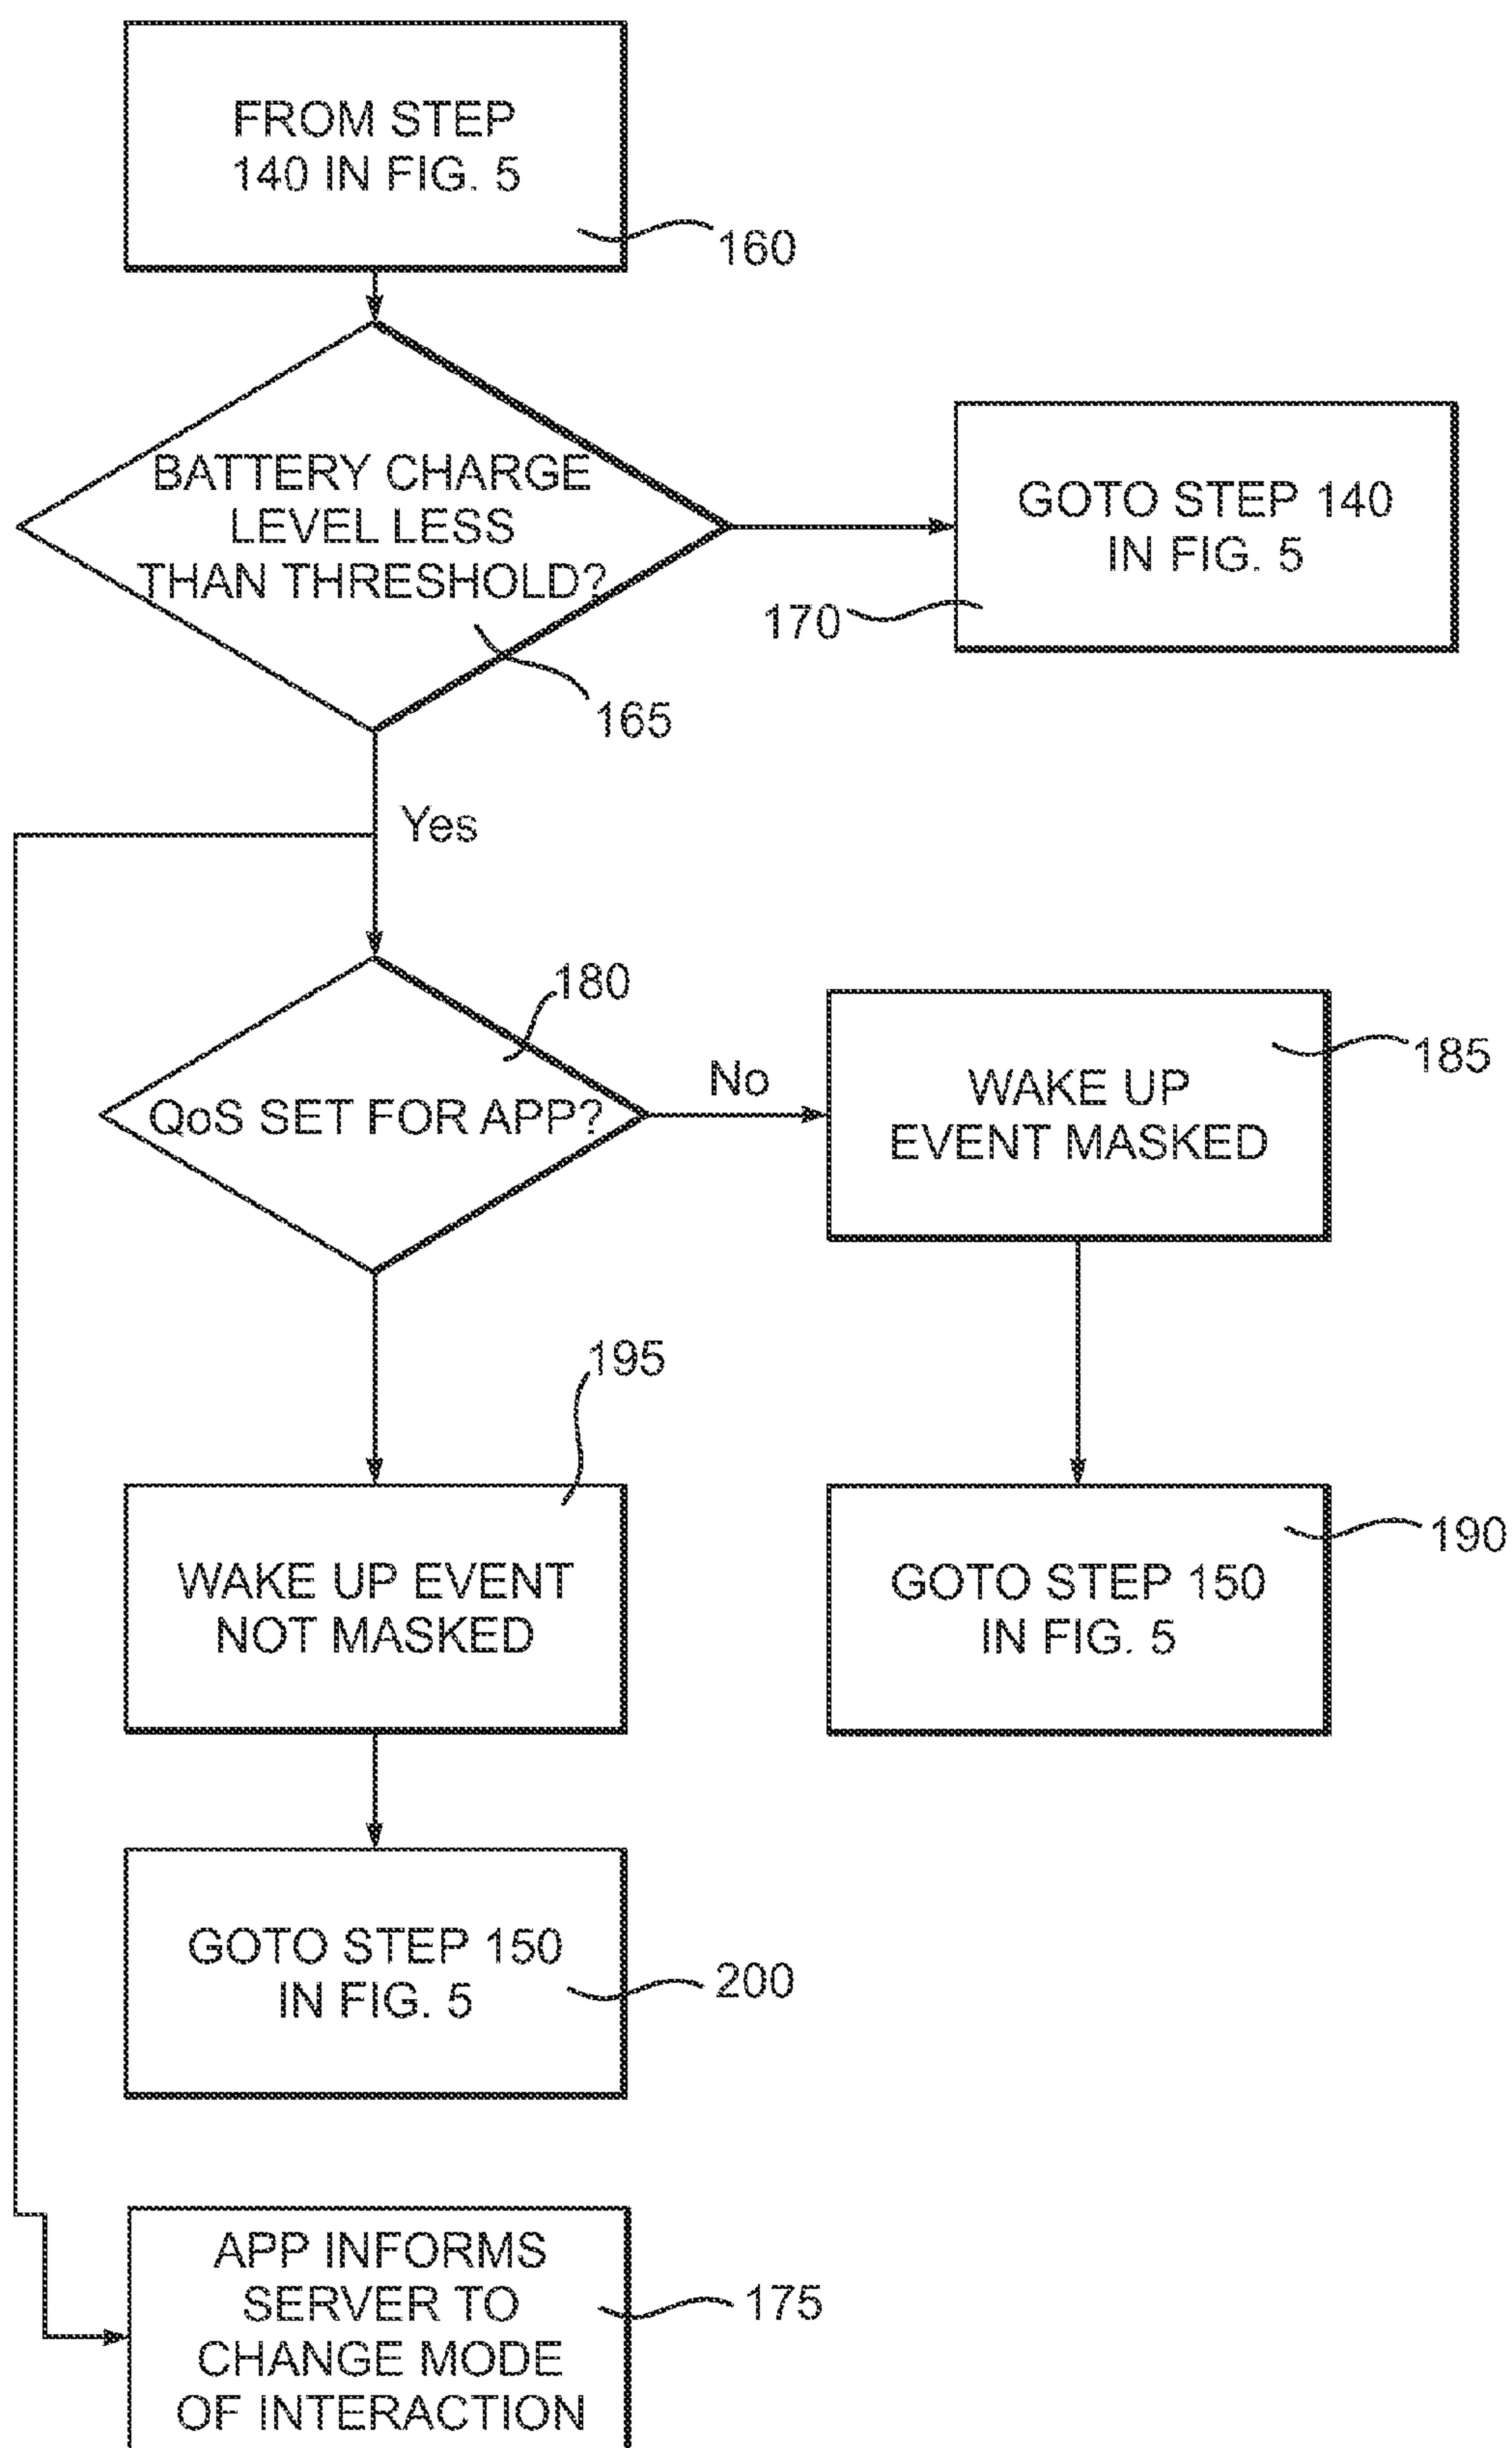 FROM STEP
140 IN FIG. 5
160
BATTERY CHARGE
LEVEL LESS
THAN THRESHOLD?
165
GOTO STEP 140
IN FIG. 5
170
Yes
180
QoS SET FOR APP?
No
WAKE UP
EVENT MASKED
185
195
WAKE UP EVENT
NOT MASKED
GOTO STEP 150
IN FIG. 5
190
GOTO STEP 150
IN FIG. 5
200
APP INFORMS
SERVER TO
CHANGE MODE
OF INTERACTION
175